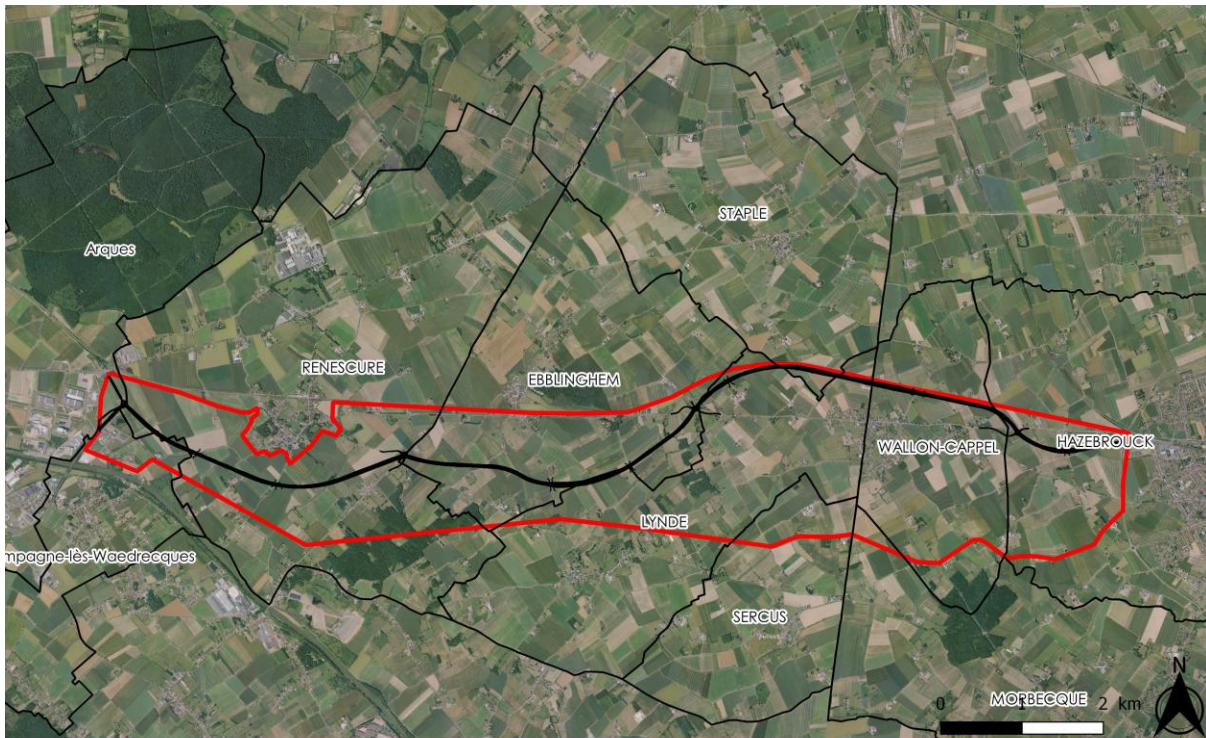 STAPLE
Arques
RENESCURE
EBBLINGHEM
WALLON-CAPPEL
HAZEBROUCK
LYNDE
mpagne-lès-Waedrecques
SERCUS
N
MORBECQUE
0 1 2 km